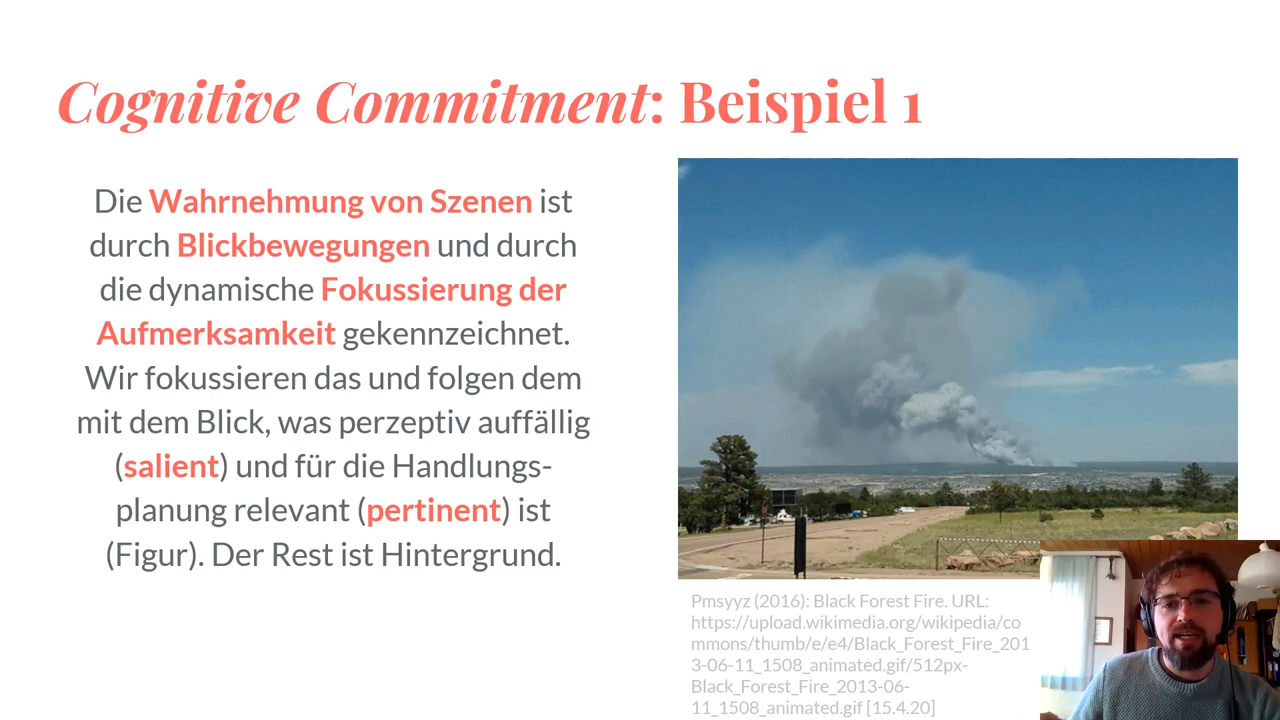 Cognitive Commitment: Beispiel 1
Die Wahrnehmung von Szenen ist
durch Blickbewegungen und durch
die dynamische Fokussierung der
Aufmerksamkeit gekennzeichnet.
Wir fokussieren das und folgen dem
mit dem Blick, was perzeptiv auffällig
(salient) und für die Handlungs-
planung relevant (pertinent) ist
(Figur). Der Rest ist Hintergrund.
Pmsyyz (2016): Black Forest Fire. URL:
https://upload.wikimedia.org/wikipedia/co
mmons/thumb/e/e4/Black_Forest_Fire_201
3-06-11_1508_animated.gif/512px-
Black_Forest_Fire_2013-06-
11_1508_animated.gif [15.4.20]